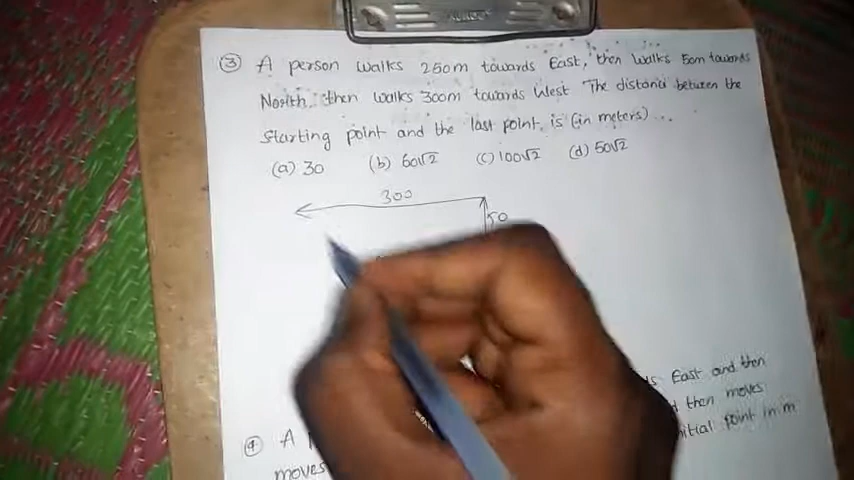 ③ A person walks 250m towards East, then walks 50m towards
North, then walks 300m towards West The distance between the
starting point and the last point is (in meters)...
(a) 30 (b) 60√2 (c) 100√2 (d) 50√2
300
50
East and then
④ A
d then moves
moves
initial point in m